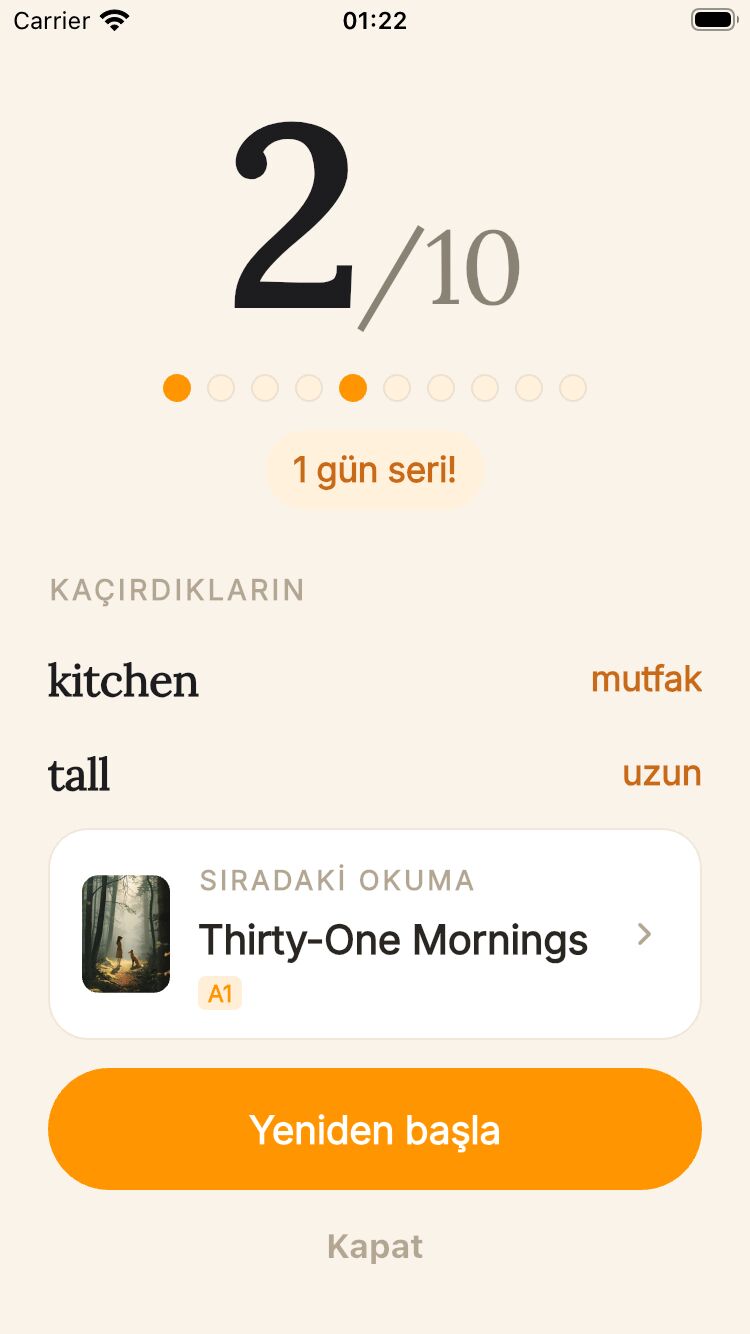 Carrier 01:22
2/10
1 gün seri!
KAÇIRDIKLARIN
kitchen mutfak
tall uzun
SIRADAKİ OKUMA
Thirty-One Mornings
A1
Yeniden başla
Kapat